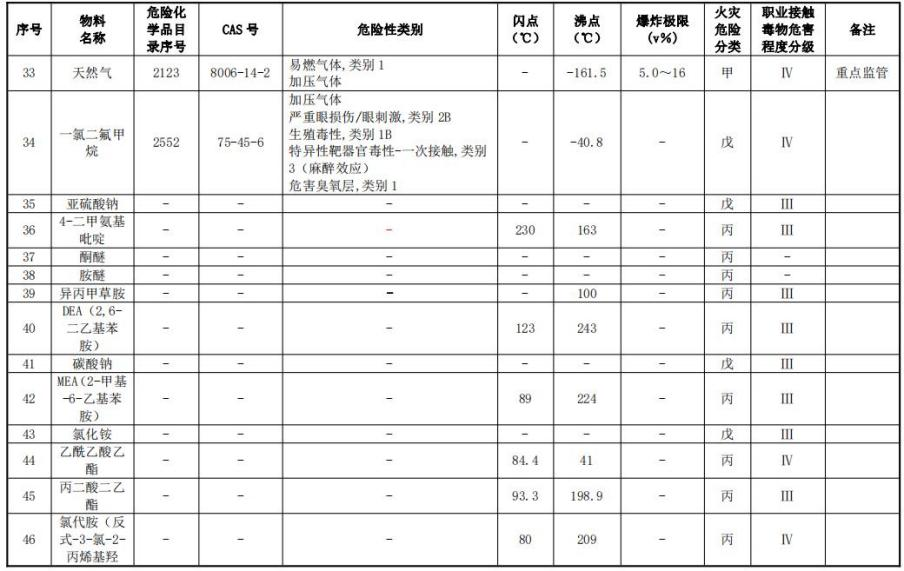 序号 物料名称 危险化学品目录序号 CAS 号 危险性类别 闪点（℃） 沸点（℃） 爆炸极限（v%） 火灾危险分类 职业接触毒物危害程度分级 备注
33 天然气 2123 8006-14-2 易燃气体,类别 1 加压气体 - -161.5 5.0～16 甲 Ⅳ 重点监管
34 一氯二氟甲烷 2552 75-45-6 加压气体 严重眼损伤/眼刺激,类别 2B 生殖毒性,类别 1B 特异性靶器官毒性-一次接触,类别 3（麻醉效应） 危害臭氧层,类别 1 - -40.8 - 戊 Ⅳ
35 亚硫酸钠 - - - - - - 戊 Ⅲ
36 4-二甲氨基吡啶 - - - 230 163 - 丙 Ⅲ
37 酮醚 - - - - - - 丙 -
38 胺醚 - - - - - - 丙 -
39 异丙甲草胺 - - - - 100 - 丙 Ⅲ
40 DEA（2,6-二乙基苯胺） - - - 123 243 - 丙 Ⅲ
41 碳酸钠 - - - - - - 戊 Ⅲ
42 MEA(2-甲基-6-乙基苯胺） - - - 89 224 - 丙 Ⅲ
43 氯化铵 - - - - - - 戊 Ⅲ
44 乙酰乙酸乙酯 - - - 84.4 41 - 丙 Ⅳ
45 丙二酸二乙酯 - - - 93.3 198.9 - 丙 Ⅲ
46 氯代胺（反式-3-氯-2-丙烯基羟 - - - 80 209 - 丙 Ⅳ